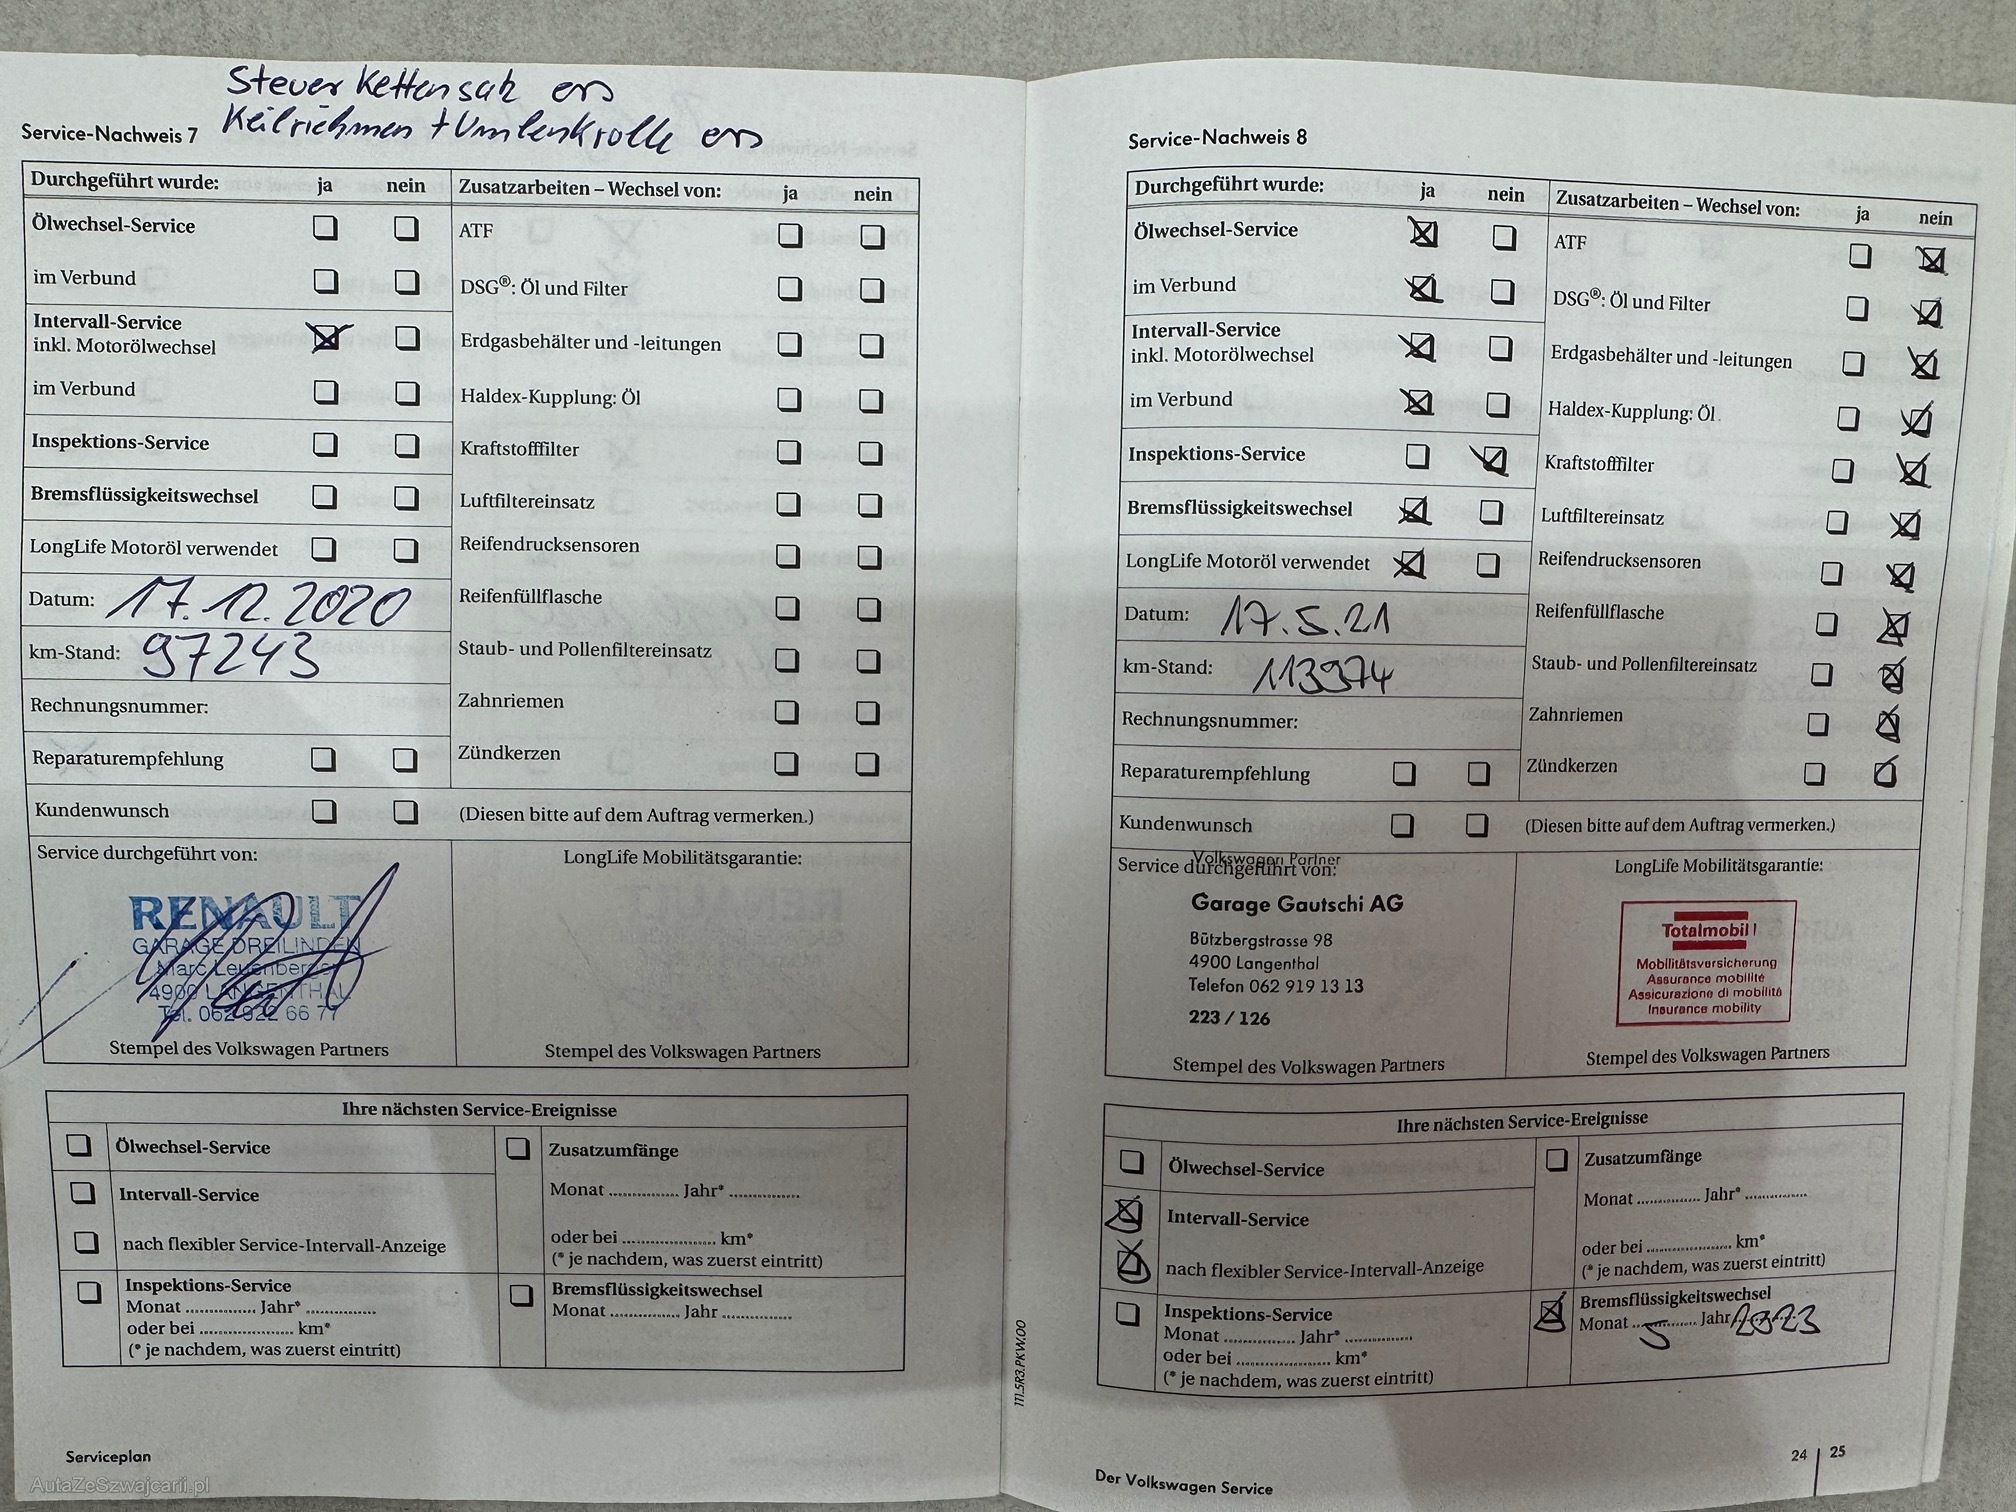 Steuerkettensatz ers
Keilriehmen + Umlenkrolle ers
Service-Nachweis 7
Durchgeführt wurde: ja nein
Zusatzarbeiten – Wechsel von: ja nein
Ölwechsel-Service
ATF
im Verbund
DSG®: Öl und Filter
Intervall-Service
inkl. Motorölwechsel
Erdgasbehälter und -leitungen
im Verbund
Haldex-Kupplung: Öl
Inspektions-Service
Kraftstofffilter
Bremsflüssigkeitswechsel
Luftfiltereinsatz
LongLife Motoröl verwendet
Reifendrucksensoren
Datum: 17.12.2020
Reifenfüllflasche
km-Stand: 97243
Staub- und Pollenfiltereinsatz
Rechnungsnummer:
Zahnriemen
Reparaturempfehlung
Zündkerzen
Kundenwunsch
(Diesen bitte auf dem Auftrag vermerken.)
Service durchgeführt von:
LongLife Mobilitätsgarantie:
RENAULT
GARAGE DREILINDEN
Marc Leuenberger
4900 LANGENTHAL
Tel. 062 922 66 77
Stempel des Volkswagen Partners
Stempel des Volkswagen Partners
Ihre nächsten Service-Ereignisse
Ölwechsel-Service
Zusatzumfänge
Intervall-Service
Monat ............... Jahr* ...............
nach flexibler Service-Intervall-Anzeige
oder bei .................... km*
(* je nachdem, was zuerst eintritt)
Inspektions-Service
Monat ............... Jahr* ...............
oder bei .................... km*
(* je nachdem, was zuerst eintritt)
Bremsflüssigkeitswechsel
Monat ............... Jahr ...............
Serviceplan
AutaZeSzwajcarii.pl
Service-Nachweis 8
Durchgeführt wurde: ja nein
Zusatzarbeiten – Wechsel von: ja nein
Ölwechsel-Service
ATF
im Verbund
DSG®: Öl und Filter
Intervall-Service
inkl. Motorölwechsel
Erdgasbehälter und -leitungen
im Verbund
Haldex-Kupplung: Öl
Inspektions-Service
Kraftstofffilter
Bremsflüssigkeitswechsel
Luftfiltereinsatz
LongLife Motoröl verwendet
Reifendrucksensoren
Datum: 17.5.21
Reifenfüllflasche
km-Stand: 113974
Staub- und Pollenfiltereinsatz
Rechnungsnummer:
Zahnriemen
Reparaturempfehlung
Zündkerzen
Kundenwunsch
(Diesen bitte auf dem Auftrag vermerken.)
Volkswagen Partner
Service durchgeführt von:
LongLife Mobilitätsgarantie:
Garage Gautschi AG
Bützbergstrasse 98
4900 Langenthal
Telefon 062 919 13 13
223 / 126
Totalmobil!
Mobilitätsversicherung
Assurance mobilité
Assicurazione di mobilità
Insurance mobility
Stempel des Volkswagen Partners
Stempel des Volkswagen Partners
Ihre nächsten Service-Ereignisse
Ölwechsel-Service
Zusatzumfänge
Intervall-Service
Monat ............... Jahr* ...............
nach flexibler Service-Intervall-Anzeige
oder bei .................... km*
(* je nachdem, was zuerst eintritt)
Inspektions-Service
Monat ............... Jahr* ...............
oder bei .................... km*
(* je nachdem, was zuerst eintritt)
Bremsflüssigkeitswechsel
Monat 5 Jahr 2023
111.5R3.PKW.00
Der Volkswagen Service
24 | 25